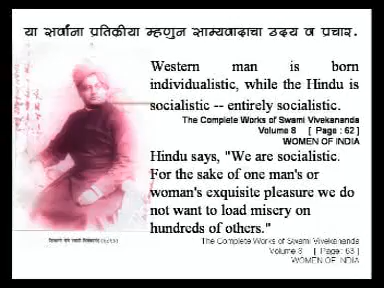 या सर्वांना प्रतिक्रीया म्हणुन साम्यवादाचा उदय व प्रचार.
Western man is born
individualistic, while the Hindu is
socialistic -- entirely socialistic.
The Complete Works of Swami Vivekananda
Volume 8 [ Page : 62 ]
WOMEN OF INDIA
Hindu says, "We are socialistic.
For the sake of one man's or
woman's exquisite pleasure we do
not want to load misery on
hundreds of others."
The Complete Works of Swami Vivekananda
Volume 8 [ Page : 63 ]
WOMEN OF INDIA